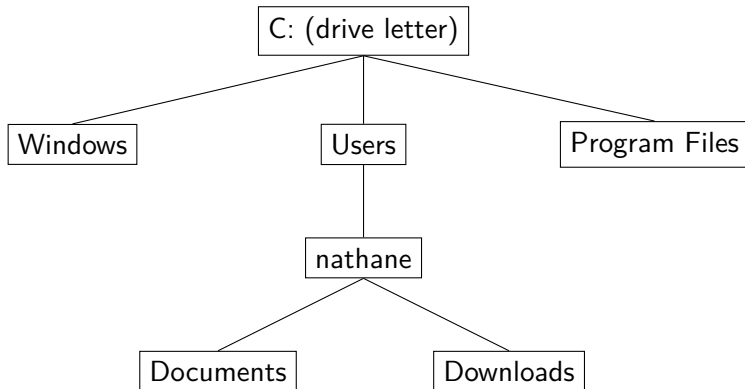 C: (drive letter)
Windows
Users
Program Files
nathane
Documents
Downloads